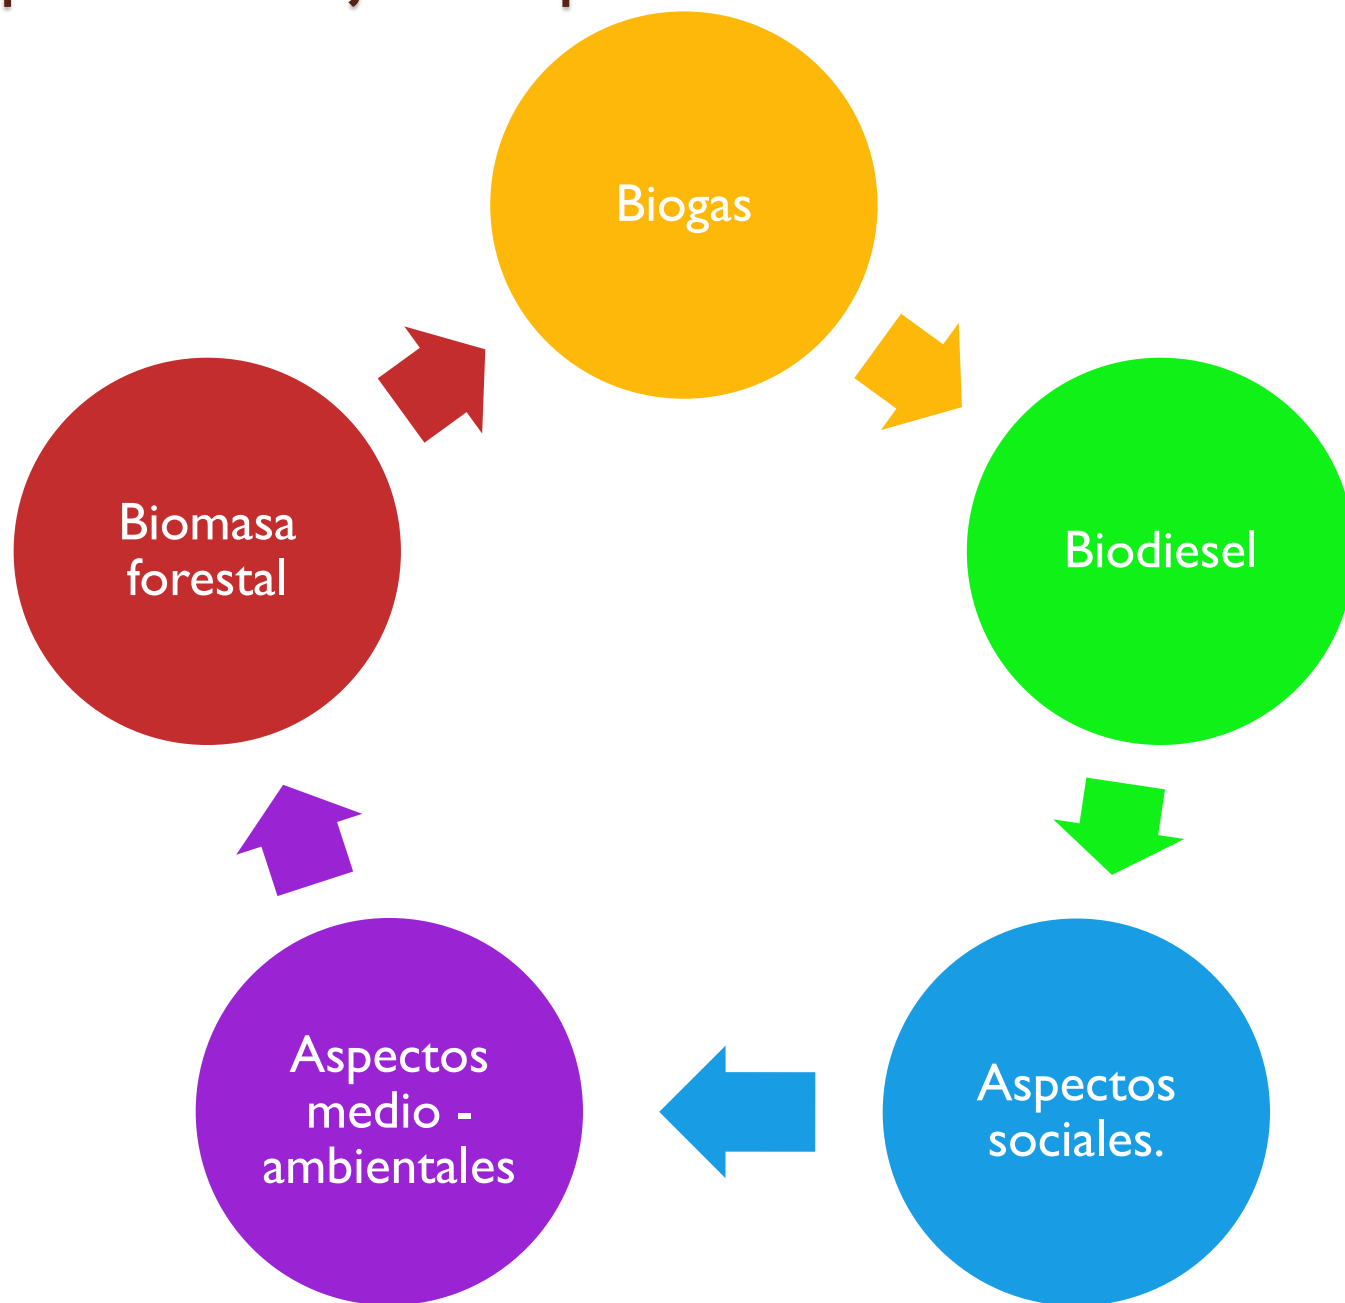 Biogas
Biodiesel
Aspectos
sociales.
Aspectos
medio -
ambientales
Biomasa
forestal